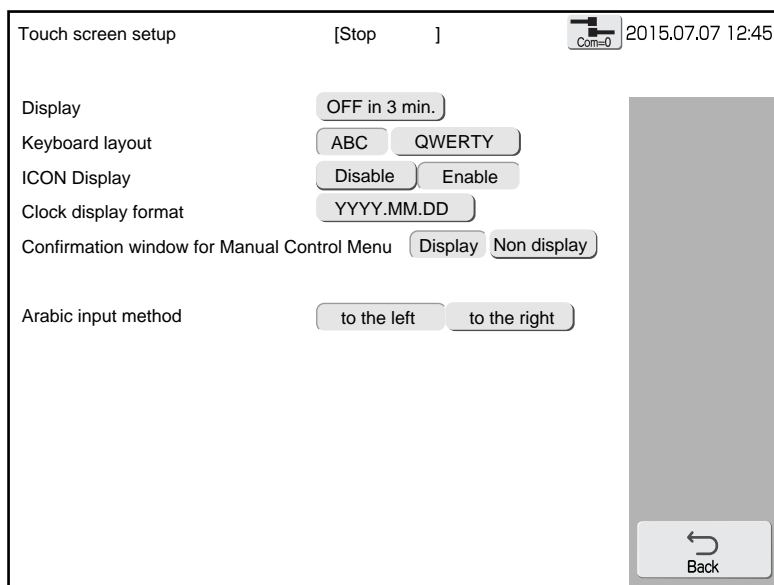 Touch screen setup [Stop ] Com=0 2015.07.07 12:45
Display OFF in 3 min.
Keyboard layout ABC QWERTY
ICON Display Disable Enable
Clock display format YYYY.MM.DD
Confirmation window for Manual Control Menu Display Non display
Arabic input method to the left to the right
Back